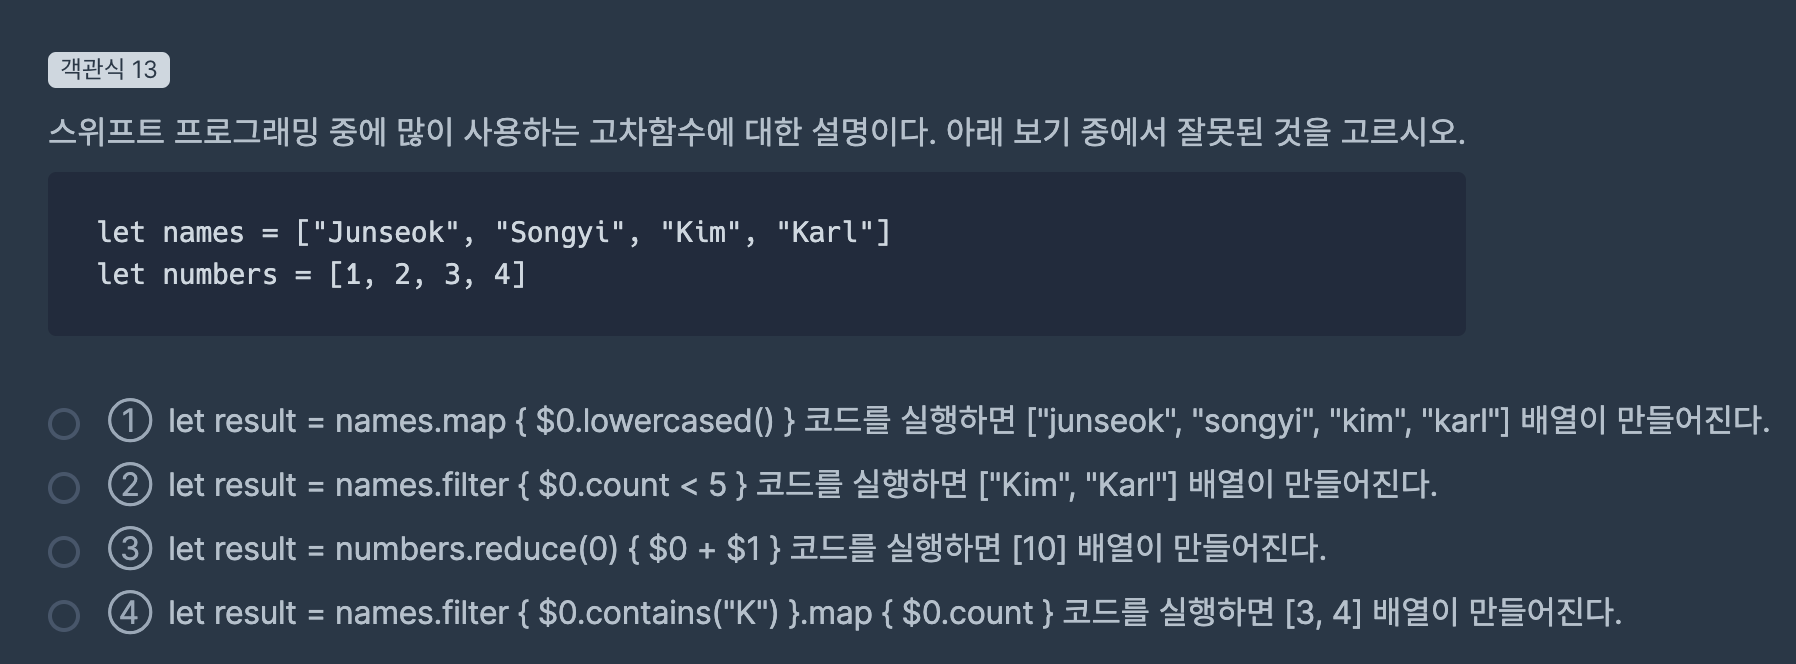 객관식 13
스위프트 프로그래밍 중에 많이 사용하는 고차함수에 대한 설명이다. 아래 보기 중에서 잘못된 것을 고르시오.
let names = ["Junseok", "Songyi", "Kim", "Karl"]
let numbers = [1, 2, 3, 4]
① let result = names.map { $0.lowercased() } 코드를 실행하면 ["junseok", "songyi", "kim", "karl"] 배열이 만들어진다.
② let result = names.filter { $0.count < 5 } 코드를 실행하면 ["Kim", "Karl"] 배열이 만들어진다.
③ let result = numbers.reduce(0) { $0 + $1 } 코드를 실행하면 [10] 배열이 만들어진다.
④ let result = names.filter { $0.contains("K") }.map { $0.count } 코드를 실행하면 [3, 4] 배열이 만들어진다.